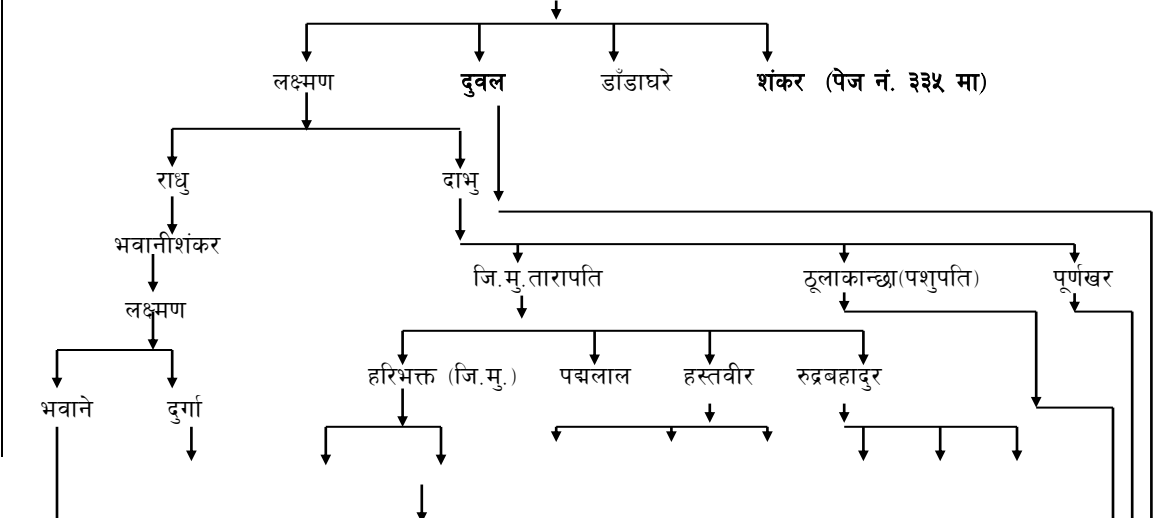 लक्ष्मण दुवल डाँडाघरे शंकर (पेज नं. ३३५ मा)
राधु दाभु
भवानीशंकर
जि.मु.तारापति ठूलाकान्छा(पशुपति) पूर्णखर
लक्ष्मण
हरिभक्त (जि.मु.) पद्मलाल हस्तवीर रुद्रबहादुर
भवाने दुर्गा